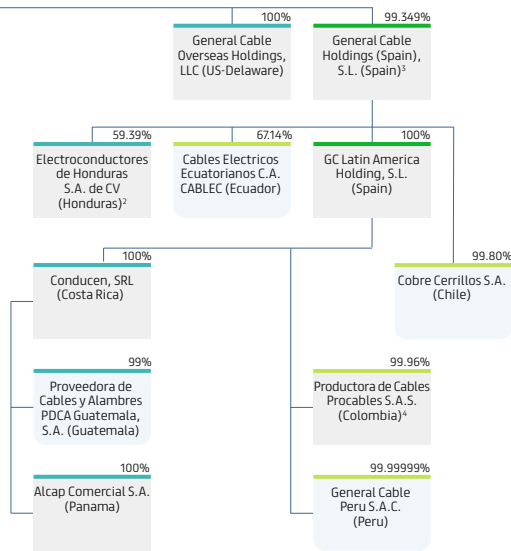 100%
General Cable
Overseas Holdings,
LLC (US-Delaware)
99.349%
General Cable
Holdings (Spain),
S.L. (Spain)³
59.39%
Electroconductores
de Honduras
S.A. de CV
(Honduras)²
67.14%
Cables Electricos
Ecuatorianos C.A.
CABLEC (Ecuador)
100%
GC Latin America
Holding, S.L.
(Spain)
100%
Conducen, SRL
(Costa Rica)
99.80%
Cobre Cerrillos S.A.
(Chile)
99%
Proveedora de
Cables y Alambres
PDCA Guatemala,
S.A. (Guatemala)
99.96%
Productora de Cables
Procables S.A.S.
(Colombia)⁴
100%
Alcap Comercial S.A.
(Panama)
99.99999%
General Cable
Peru S.A.C.
(Peru)